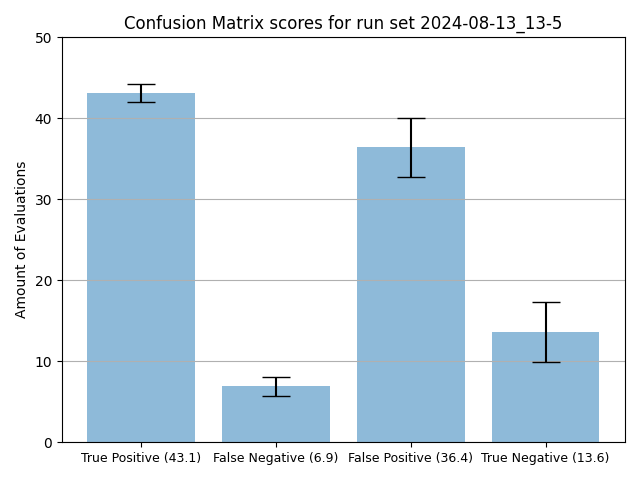 Confusion Matrix scores for run set 2024-08-13_13-5
50
40
30
20
10
0
Amount of Evaluations
True Positive (43.1)
False Negative (6.9)
False Positive (36.4)
True Negative (13.6)